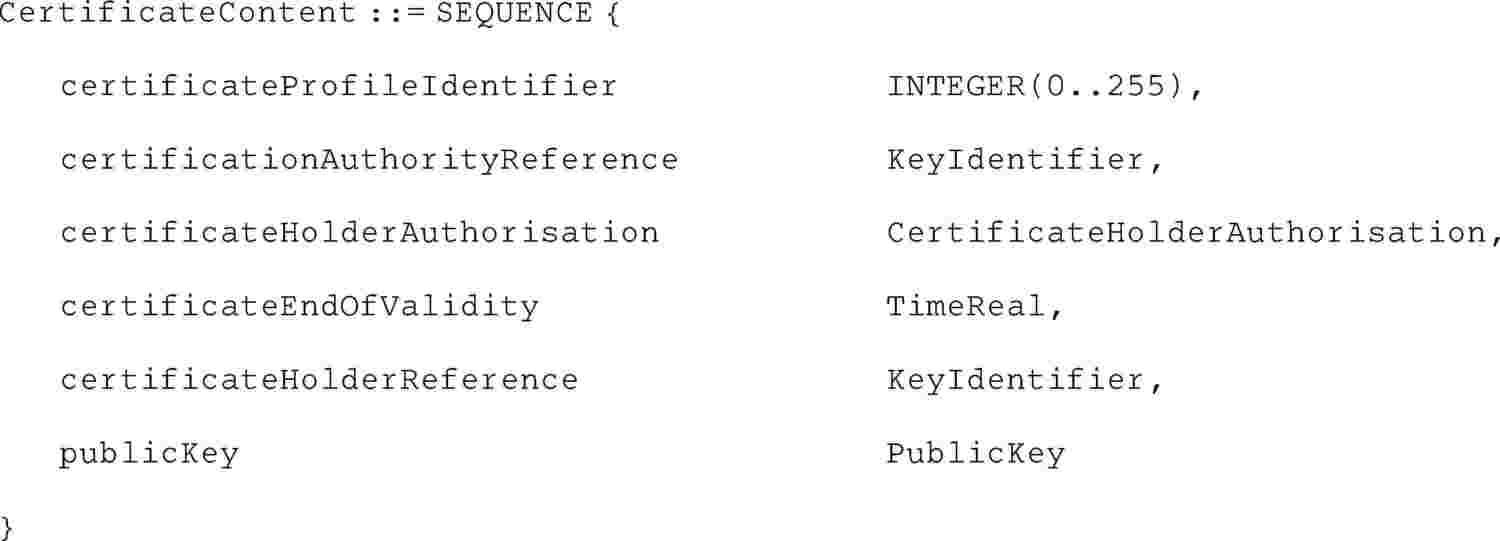 CertificateContent ::= SEQUENCE {
certificateProfileIdentifier INTEGER(0..255),
certificationAuthorityReference KeyIdentifier,
certificateHolderAuthorisation CertificateHolderAuthorisation,
certificateEndOfValidity TimeReal,
certificateHolderReference KeyIdentifier,
publicKey PublicKey
}